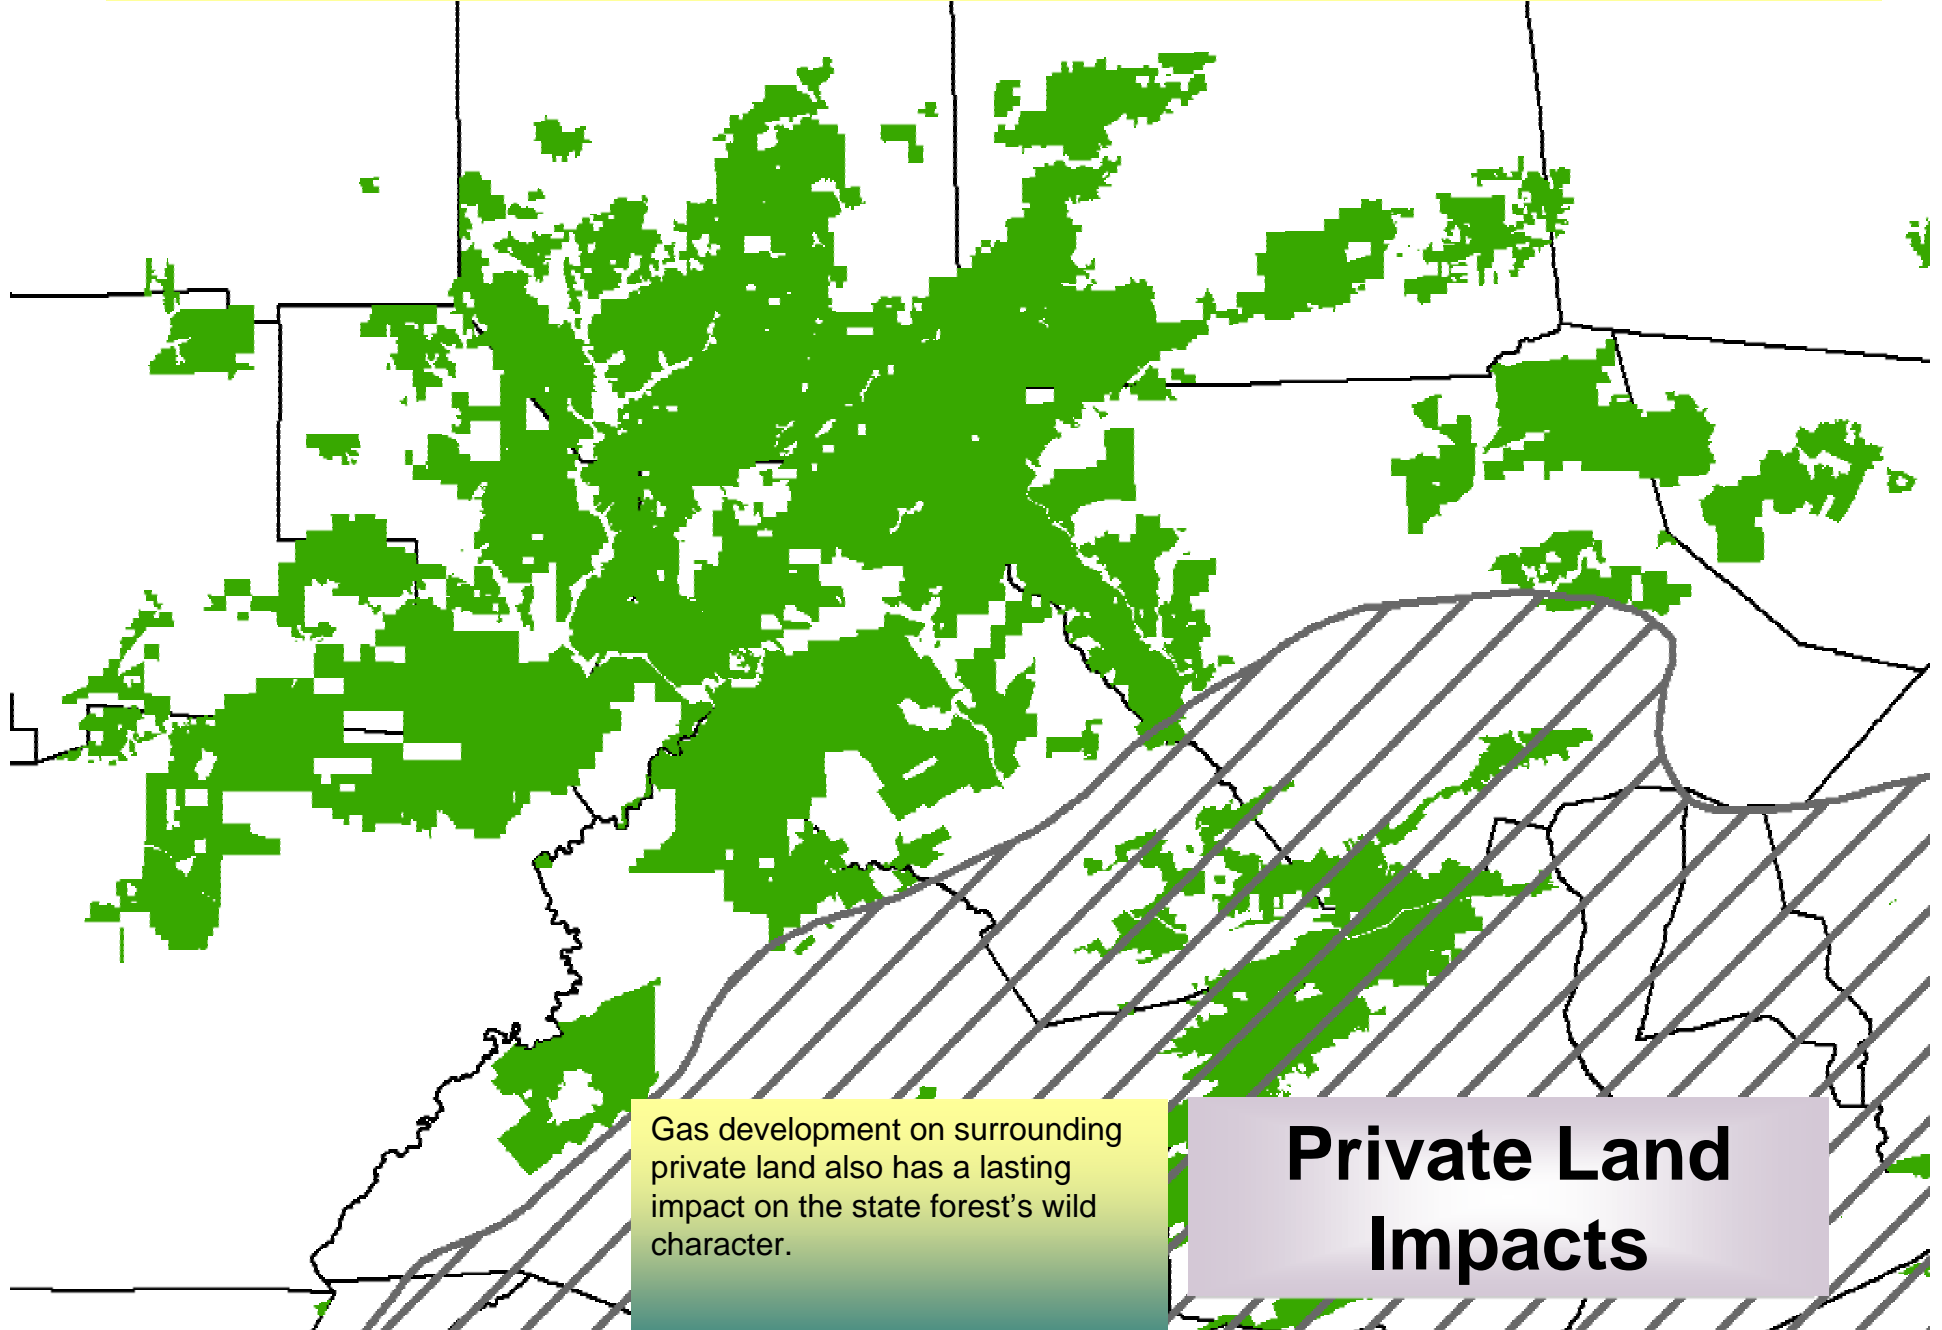 Gas development on surrounding
private land also has a lasting
impact on the state forest’s wild
character.
Private Land
Impacts